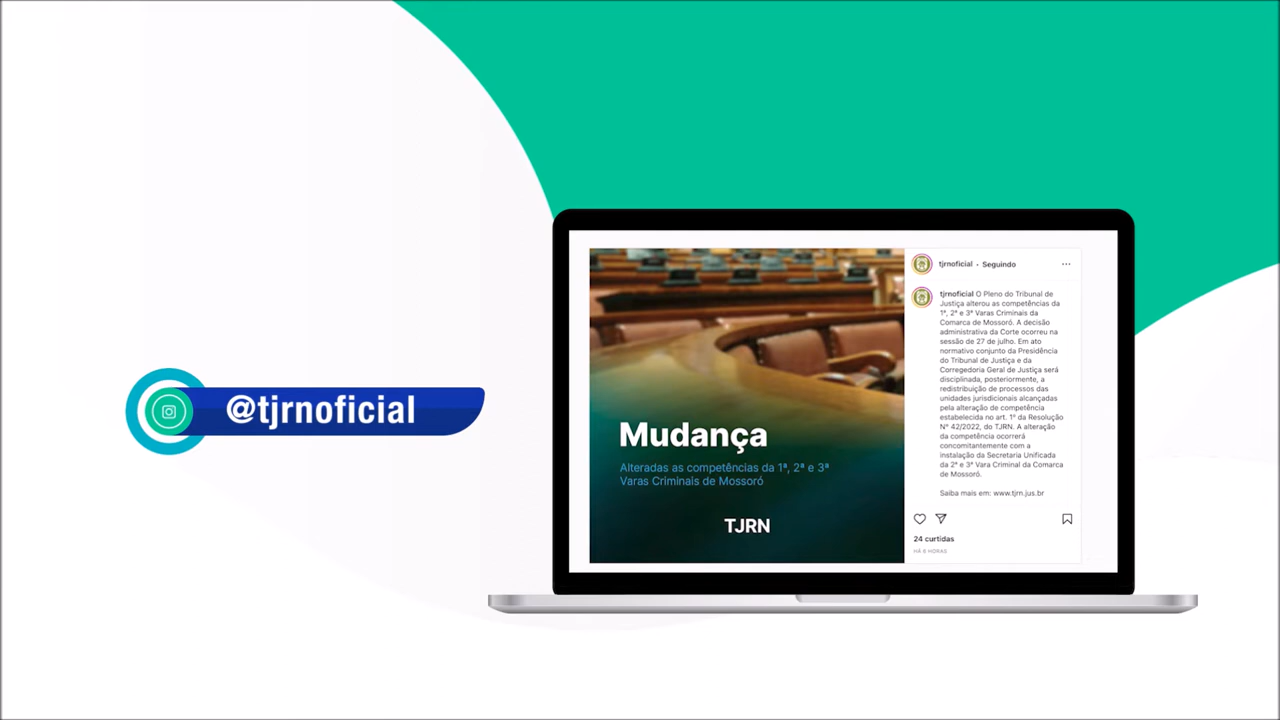 @tjrnoficial
Mudança
Alteradas as competências da 1ª, 2ª e 3ª
Varas Criminais de Mossoró
TJRN
tjrnoficial • Seguindo
tjrnoficial O Pleno do Tribunal de
Justiça alterou as competências da
1ª, 2ª e 3ª Varas Criminais da
Comarca de Mossoró. A decisão
administrativa da Corte ocorreu na
sessão de 27 de julho. Em ato
normativo conjunto da Presidência
do Tribunal de Justiça e da
Corregedoria Geral de Justiça será
disciplinada, posteriormente, a
redistribuição de processos das
unidades jurisdicionais alcançadas
pela alteração de competência
estabelecida no art. 1º da Resolução
N° 42/2022, do TJRN. A alteração
da competência ocorrerá
concomitantemente com a
instalação da Secretaria Unificada
da 2ª e 3ª Vara Criminal da Comarca
de Mossoró.
Saiba mais em: www.tjrn.jus.br
24 curtidas
HÁ 6 HORAS